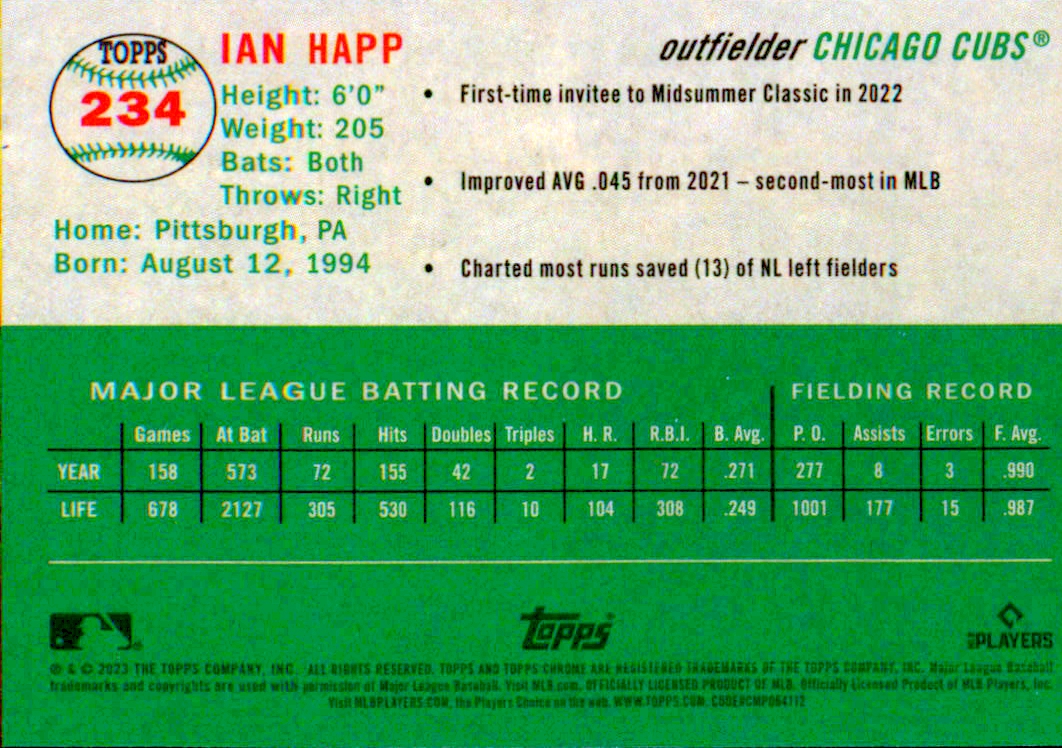 TOPPS
234
IAN HAPP
outfielder CHICAGO CUBS®
Height: 6'0"
Weight: 205
Bats: Both
Throws: Right
Home: Pittsburgh, PA
Born: August 12, 1994
• First-time invitee to Midsummer Classic in 2022
• Improved AVG .045 from 2021 – second-most in MLB
• Charted most runs saved (13) of NL left fielders
MAJOR LEAGUE BATTING RECORD FIELDING RECORD
Games At Bat Runs Hits Doubles Triples H. R. R.B.I. B. Avg. P. O. Assists Errors F. Avg.
YEAR 158 573 72 155 42 2 17 72 .271 277 8 3 .990
LIFE 678 2127 305 530 116 10 104 308 .249 1001 177 15 .987
topps
MLB PLAYERS
® & © 2023 THE TOPPS COMPANY, INC. ALL RIGHTS RESERVED. TOPPS AND TOPPS CHROME ARE REGISTERED TRADEMARKS OF THE TOPPS COMPANY, INC. Major League Baseball
trademarks and copyrights are used with permission of Major League Baseball. Visit MLB.com. OFFICIALLY LICENSED PRODUCT OF MLB. Officially Licensed Product of MLB Players, Inc.
Visit MLBPLAYERS.COM, the Players Choice on the web. WWW.TOPPS.COM. CODE#CMP064112